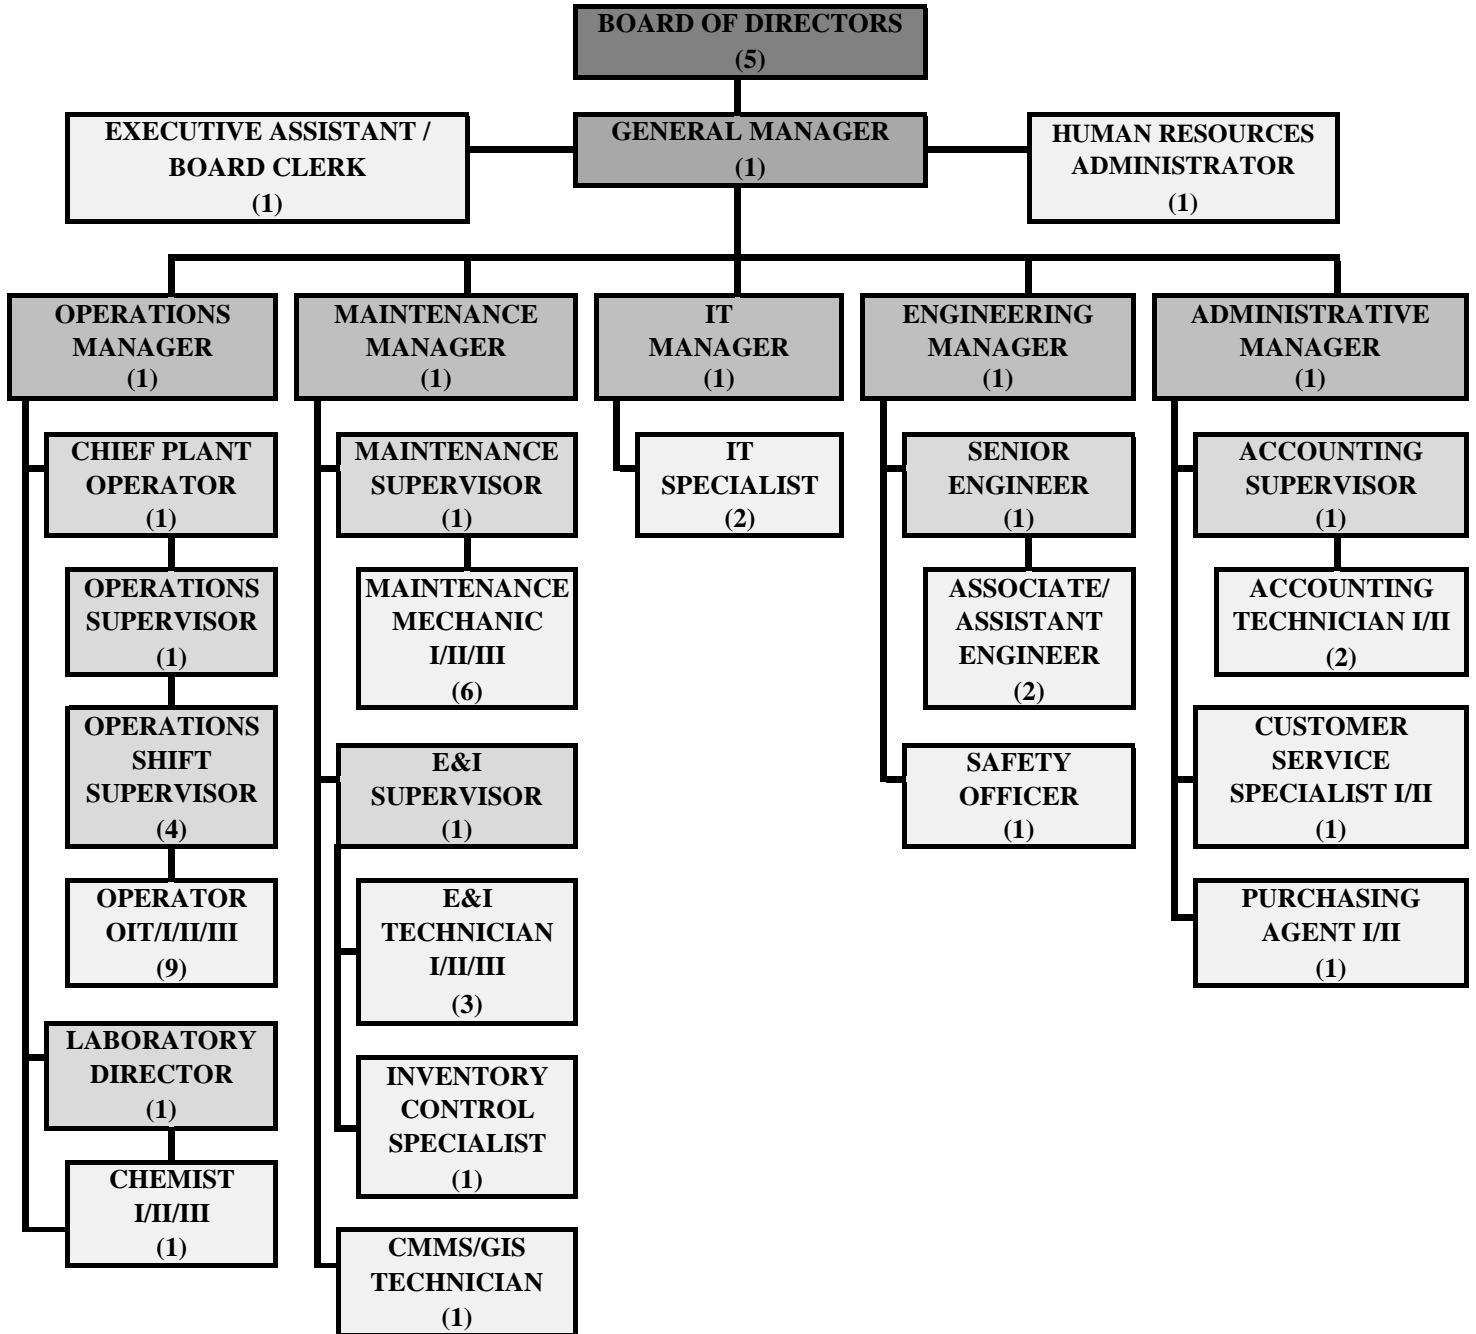 BOARD OF DIRECTORS
(5)
EXECUTIVE ASSISTANT /
BOARD CLERK
(1)
GENERAL MANAGER
(1)
HUMAN RESOURCES
ADMINISTRATOR
(1)
OPERATIONS
MANAGER
(1)
CHIEF PLANT
OPERATOR
(1)
OPERATIONS
SUPERVISOR
(1)
OPERATIONS
SHIFT
SUPERVISOR
(4)
OPERATOR
OIT/I/II/III
(9)
LABORATORY
DIRECTOR
(1)
CHEMIST
I/II/III
(1)
MAINTENANCE
MANAGER
(1)
MAINTENANCE
SUPERVISOR
(1)
MAINTENANCE
MECHANIC
I/II/III
(6)
E&I
SUPERVISOR
(1)
E&I
TECHNICIAN
I/II/III
(3)
INVENTORY
CONTROL
SPECIALIST
(1)
CMMS/GIS
TECHNICIAN
(1)
IT
MANAGER
(1)
IT
SPECIALIST
(2)
ENGINEERING
MANAGER
(1)
SENIOR
ENGINEER
(1)
ASSOCIATE/
ASSISTANT
ENGINEER
(2)
SAFETY
OFFICER
(1)
ADMINISTRATIVE
MANAGER
(1)
ACCOUNTING
SUPERVISOR
(1)
ACCOUNTING
TECHNICIAN I/II
(2)
CUSTOMER
SERVICE
SPECIALIST I/II
(1)
PURCHASING
AGENT I/II
(1)